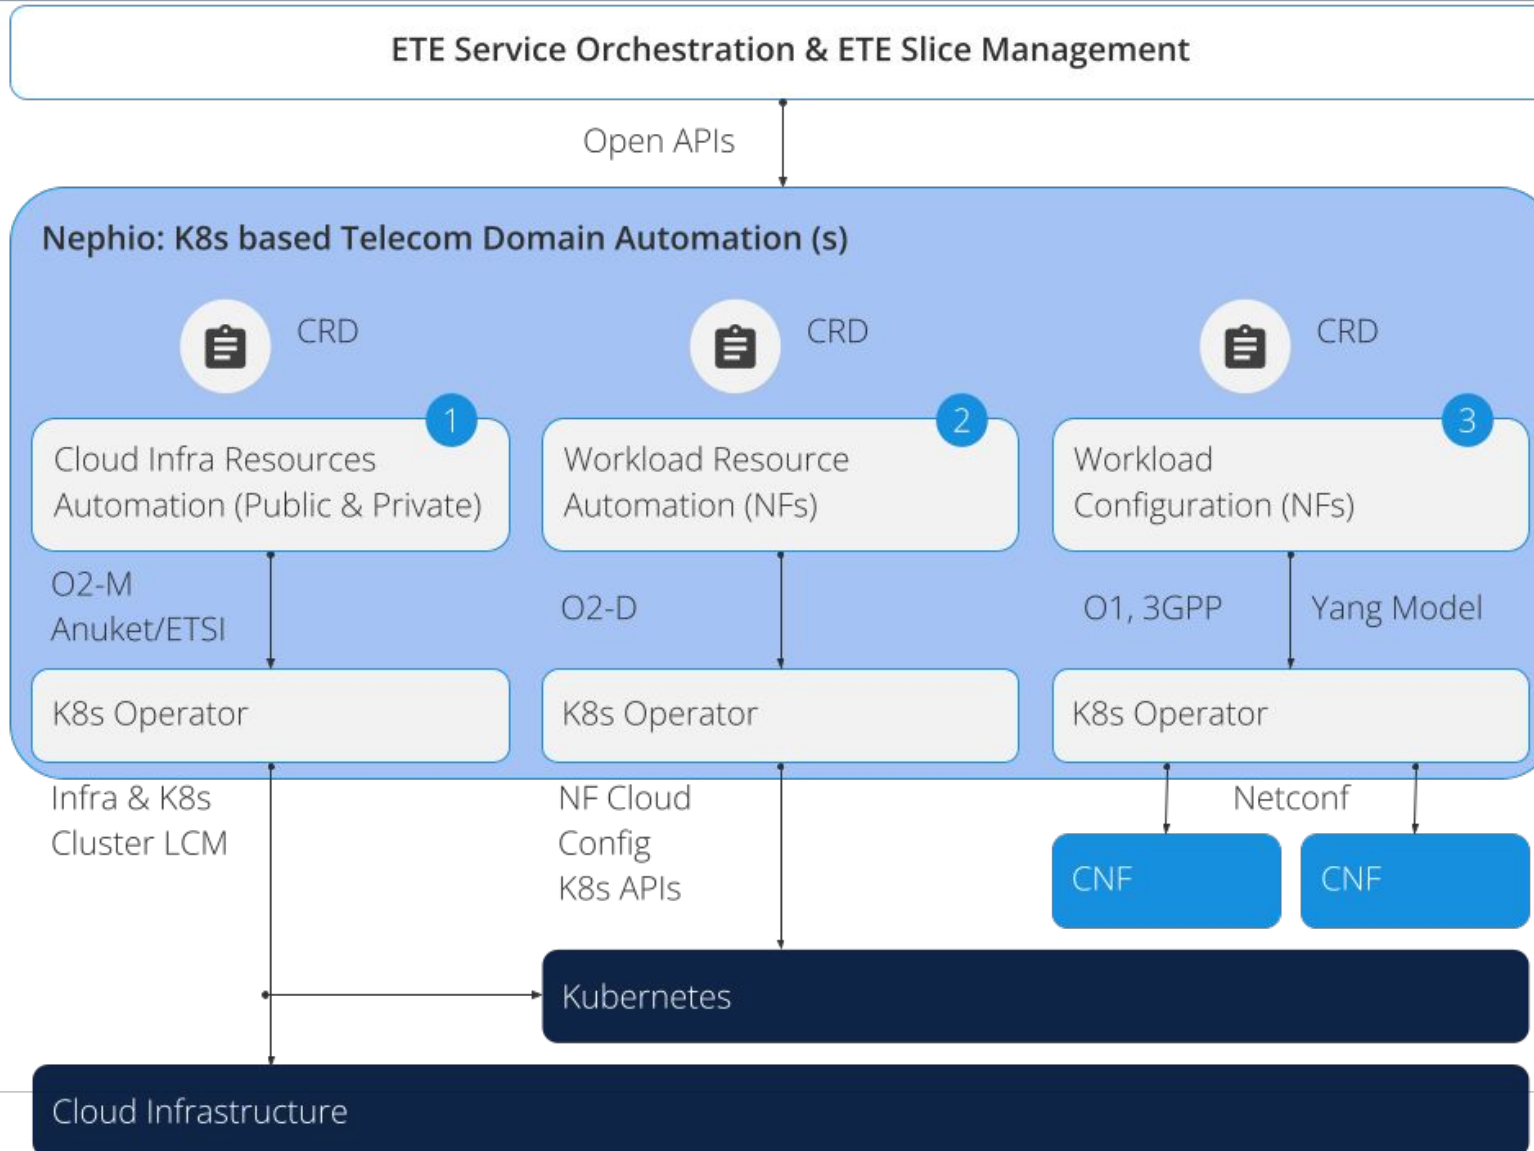 ETE Service Orchestration & ETE Slice Management
Open APIs
Nephio: K8s based Telecom Domain Automation (s)
CRD
CRD
CRD
1
2
3
Cloud Infra Resources
Automation (Public & Private)
Workload Resource
Automation (NFs)
Workload
Configuration (NFs)
O2-M
Anuket/ETSI
O2-D
O1, 3GPP
Yang Model
K8s Operator
K8s Operator
K8s Operator
Infra & K8s
Cluster LCM
NF Cloud
Config
K8s APIs
Netconf
CNF
CNF
Kubernetes
Cloud Infrastructure